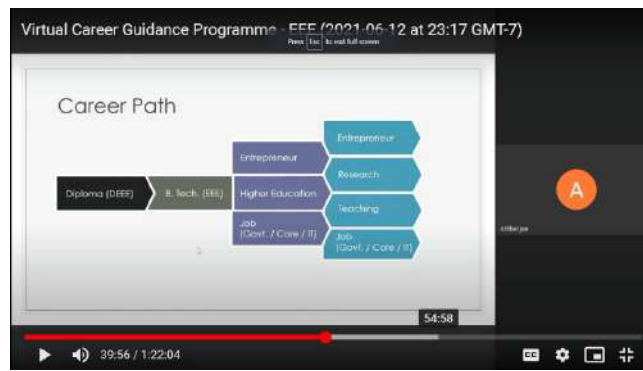 Virtual Career Guidance Programme - EEE (2021-06-12 at 23:17 GMT-7)
Press Esc to exit full screen
Career Path
Entrepreneur
Entrepreneur
Research
Diploma (DEEE)
B. Tech. (EEE)
Higher Education
Teaching
Job
(Govt. / Core / IT)
Job
(Govt. / Core / IT)
A
54:58
39:56 / 1:22:04
CC